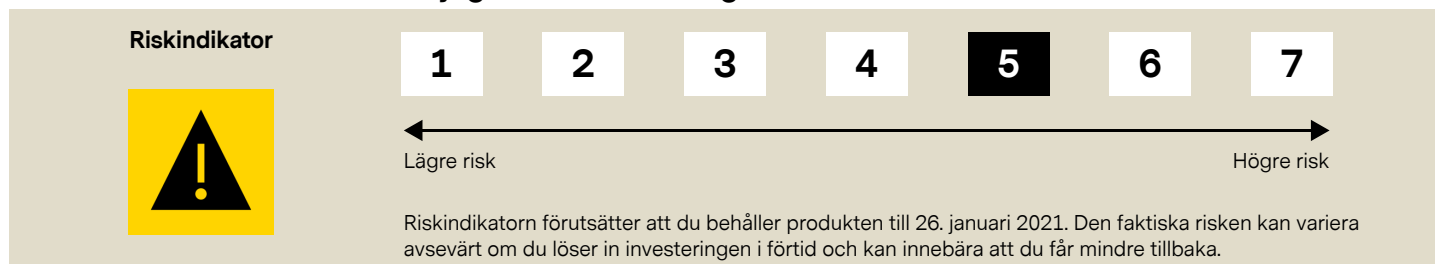 Riskindikator
1 2 3 4 5 6 7
Lägre risk Högre risk
Riskindikatorn förutsätter att du behåller produkten till 26. januari 2021. Den faktiska risken kan variera
avsevärt om du löser in investeringen i förtid och kan innebära att du får mindre tillbaka.